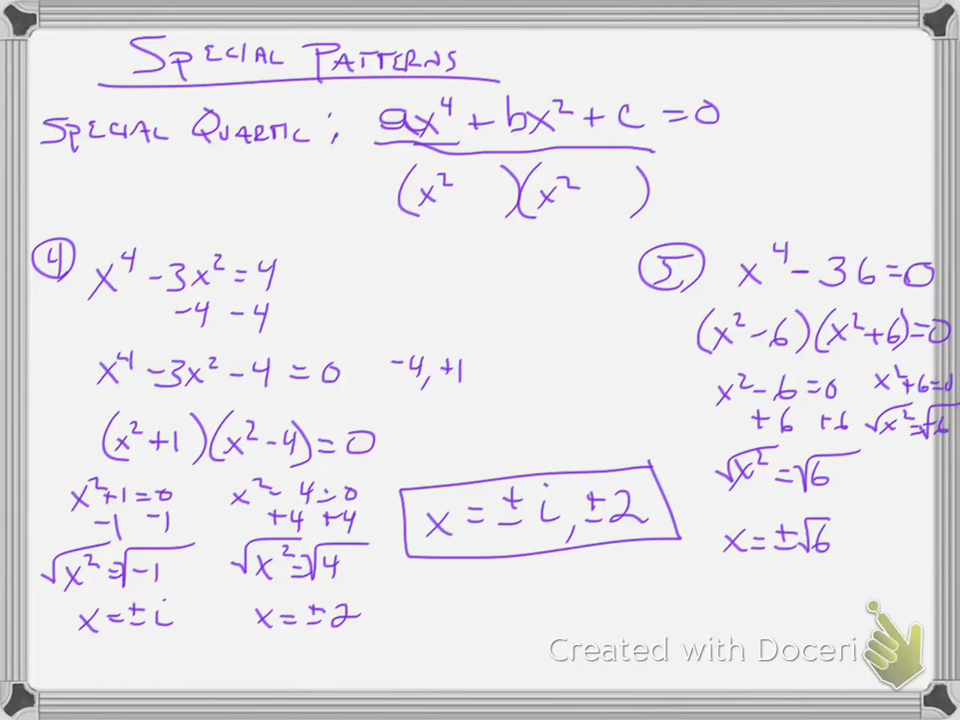 SPECIAL PATTERNS
SPECIAL QUARTIC: ax⁴ + bx² + c = 0
(x² )(x² )
4 x⁴ - 3x² = 4
-4 -4
x⁴ - 3x² - 4 = 0 -4, +1
(x² + 1)(x² - 4) = 0
x² + 1 = 0 x² - 4 = 0
-1 -1 +4 +4
√x² = √-1 √x² = √4
x = ± i x = ± 2
x = ± i, ± 2
5. x⁴ - 36 = 0
(x² - 6)(x² + 6) = 0
x² - 6 = 0 x² + 6 = 0
+6 +6 √x² = √-6
√x² = √6
x = ± √6
Created with Doceri